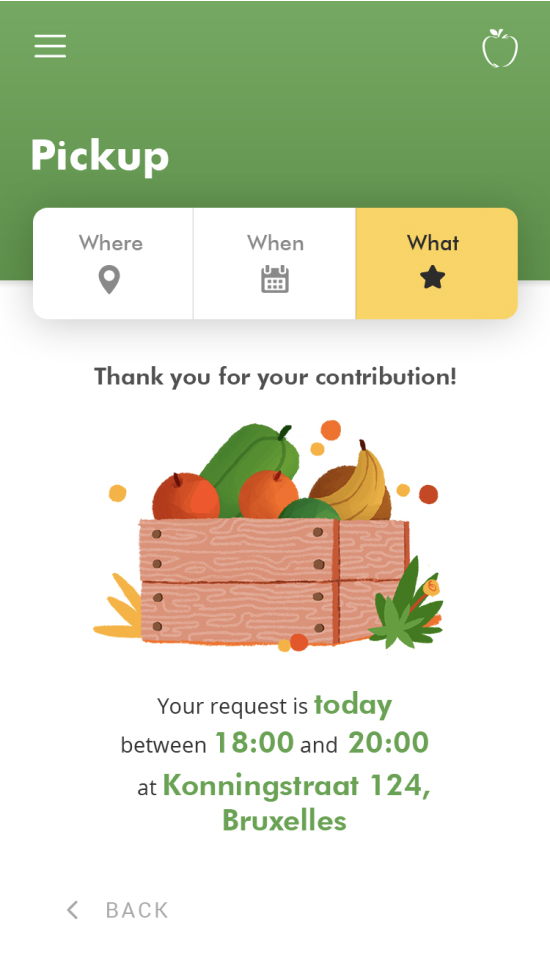 Pickup
Where When What
Thank you for your contribution!
Your request is today
between 18:00 and 20:00
at Konningstraat 124,
Bruxelles
BACK